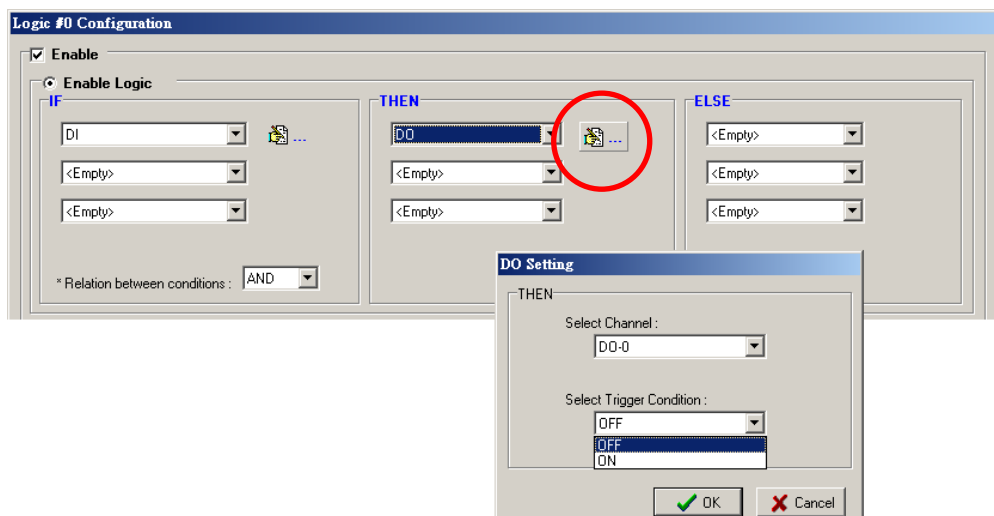 Logic #0 Configuration
Enable
Enable Logic
IF
DI
...
<Empty>
<Empty>
* Relation between conditions :
AND
THEN
DO
...
<Empty>
<Empty>
ELSE
<Empty>
<Empty>
<Empty>
DO Setting
THEN
Select Channel :
DO-0
Select Trigger Condition :
OFF
OFF
ON
OK
Cancel